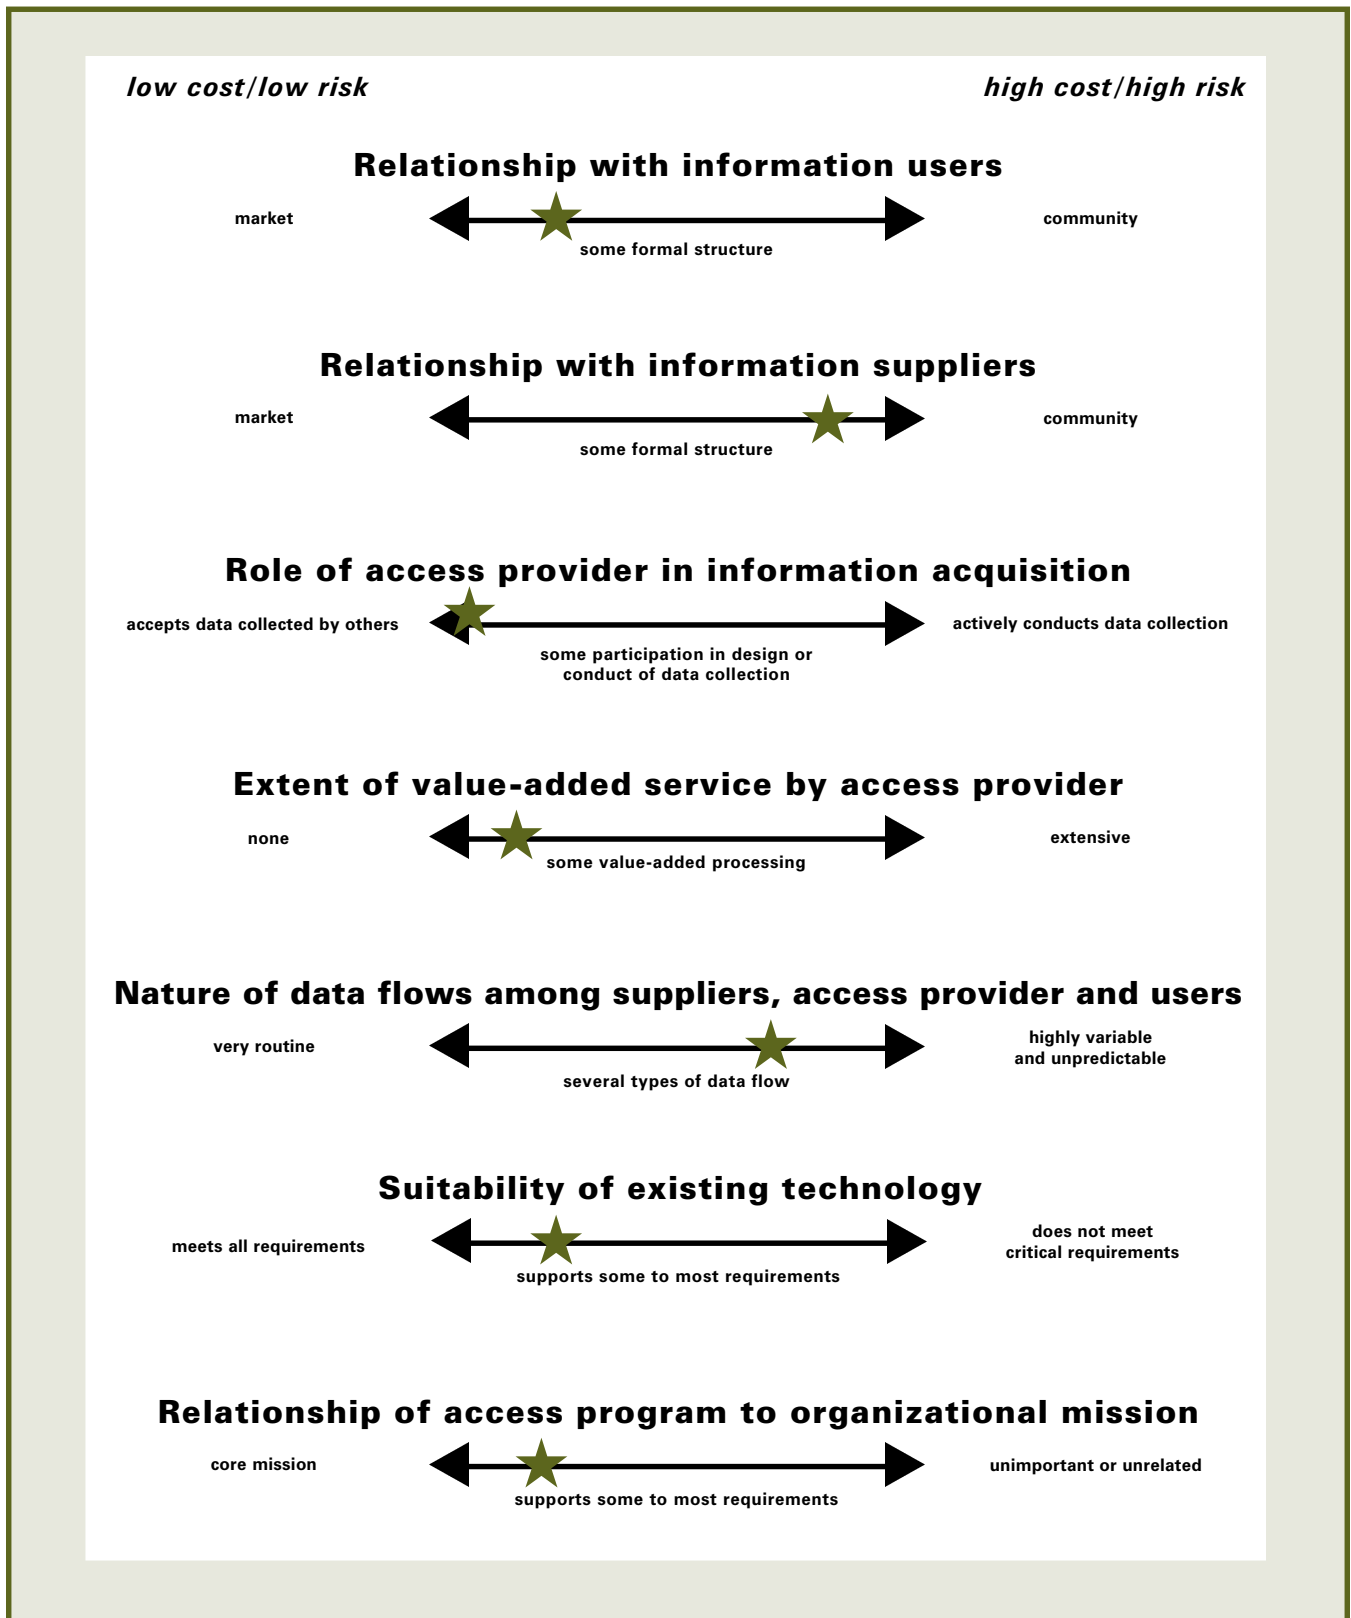 low cost/low risk
high cost/high risk
Relationship with information users
market
community
some formal structure
Relationship with information suppliers
market
community
some formal structure
Role of access provider in information acquisition
accepts data collected by others
actively conducts data collection
some participation in design or
conduct of data collection
Extent of value-added service by access provider
none
extensive
some value-added processing
Nature of data flows among suppliers, access provider and users
very routine
highly variable
and unpredictable
several types of data flow
Suitability of existing technology
meets all requirements
does not meet
critical requirements
supports some to most requirements
Relationship of access program to organizational mission
core mission
unimportant or unrelated
supports some to most requirements